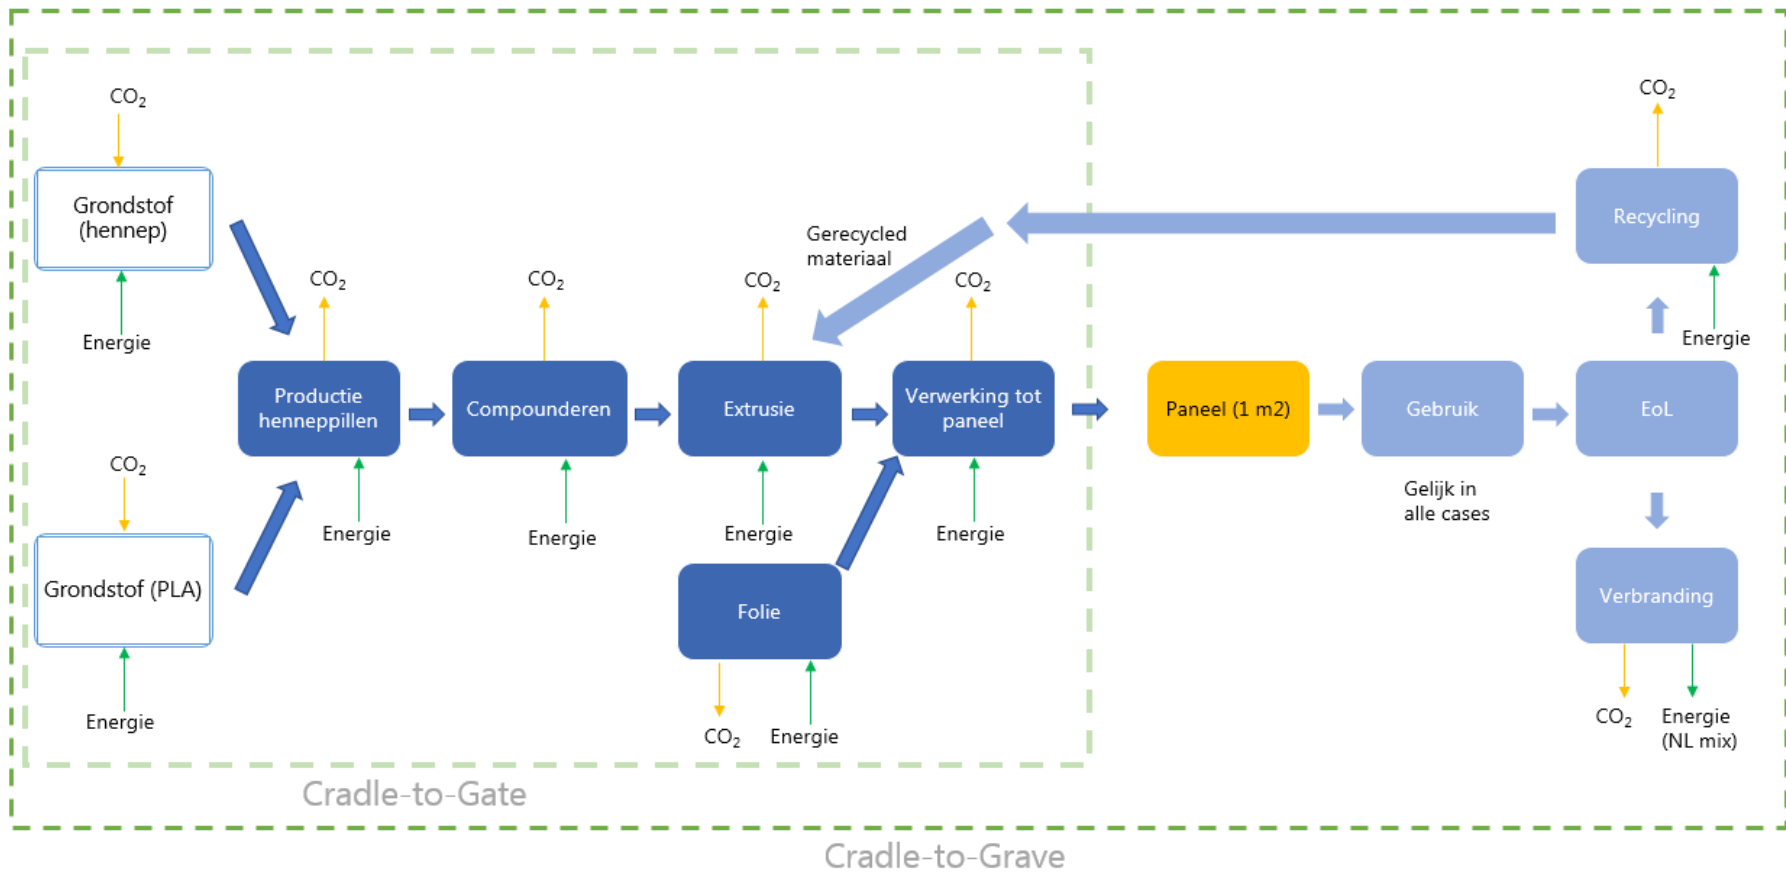 CO₂
Grondstof
(hennep)
Energie
CO₂
Grondstof (PLA)
Energie
CO₂
Productie
henneppillen
Energie
CO₂
Compounderen
Energie
CO₂
Extrusie
Energie
Gerecycled
materiaal
CO₂
Verwerking tot
paneel
Energie
Folie
CO₂
Energie
Paneel (1 m2)
Gebruik
Gelijk in
alle cases
EoL
CO₂
Recycling
Energie
Verbranding
CO₂
Energie
(NL mix)
Cradle-to-Gate
Cradle-to-Grave